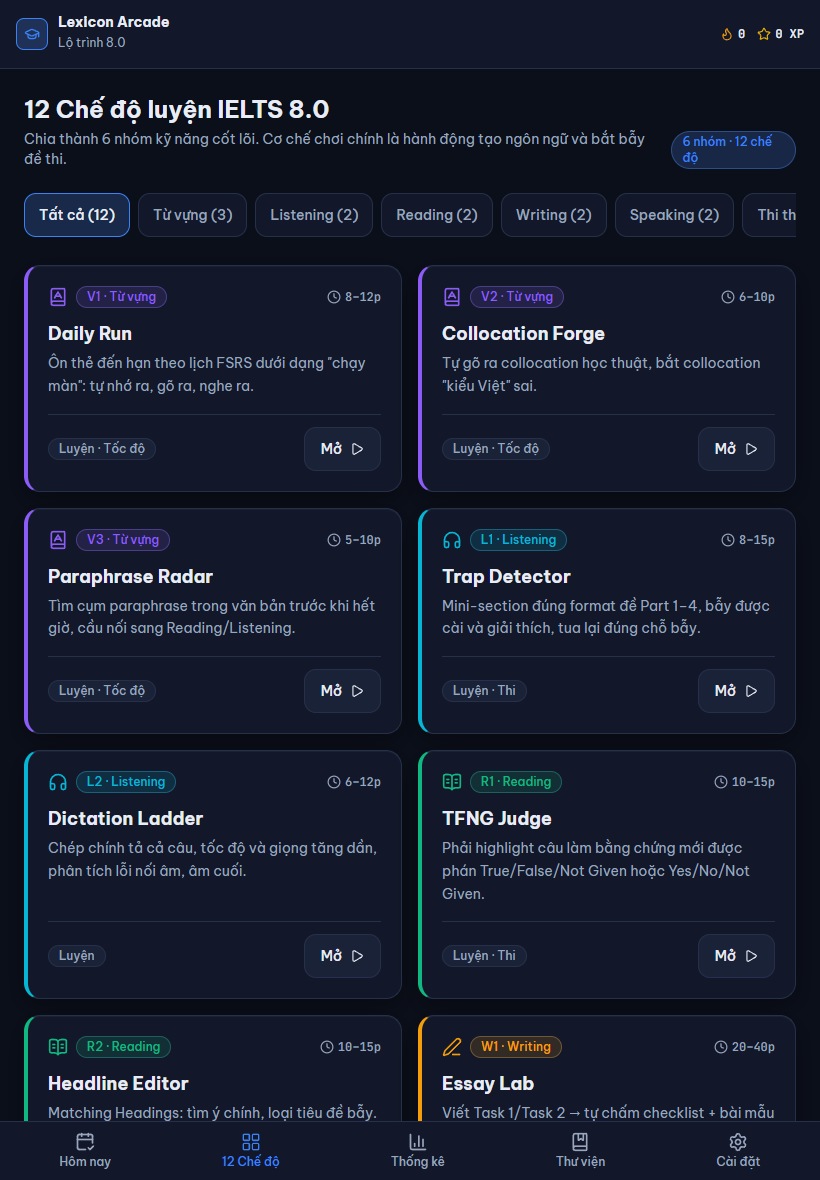 Lexicon Arcade
Lộ trình 8.0
0
0 XP
12 Chế độ luyện IELTS 8.0
Chia thành 6 nhóm kỹ năng cốt lõi. Cơ chế chơi chính là hành động tạo ngôn ngữ và bắt bẫy
đề thi.
6 nhóm · 12 chế
độ
Tất cả (12)
Từ vựng (3)
Listening (2)
Reading (2)
Writing (2)
Speaking (2)
Thi th
V1 · Từ vựng
8–12p
Daily Run
Ôn thẻ đến hạn theo lịch FSRS dưới dạng "chạy
màn": tự nhớ ra, gõ ra, nghe ra.
Luyện · Tốc độ
Mở
V2 · Từ vựng
6–10p
Collocation Forge
Tự gõ ra collocation học thuật, bắt collocation
"kiểu Việt" sai.
Luyện · Tốc độ
Mở
V3 · Từ vựng
5–10p
Paraphrase Radar
Tìm cụm paraphrase trong văn bản trước khi hết
giờ, cầu nối sang Reading/Listening.
Luyện · Tốc độ
Mở
L1 · Listening
8–15p
Trap Detector
Mini-section đúng format đề Part 1–4, bẫy được
cài và giải thích, tua lại đúng chỗ bẫy.
Luyện · Thi
Mở
L2 · Listening
6–12p
Dictation Ladder
Chép chính tả cả câu, tốc độ và giọng tăng dần,
phân tích lỗi nối âm, âm cuối.
Luyện
Mở
R1 · Reading
10–15p
TFNG Judge
Phải highlight câu làm bằng chứng mới được
phán True/False/Not Given hoặc Yes/No/Not
Given.
Luyện · Thi
Mở
R2 · Reading
10–15p
Headline Editor
Matching Headings: tìm ý chính, loại tiêu đề bẫy.
W1 · Writing
20–40p
Essay Lab
Viết Task 1/Task 2 → tự chấm checklist + bài mẫu
Hôm nay
12 Chế độ
Thống kê
Thư viện
Cài đặt